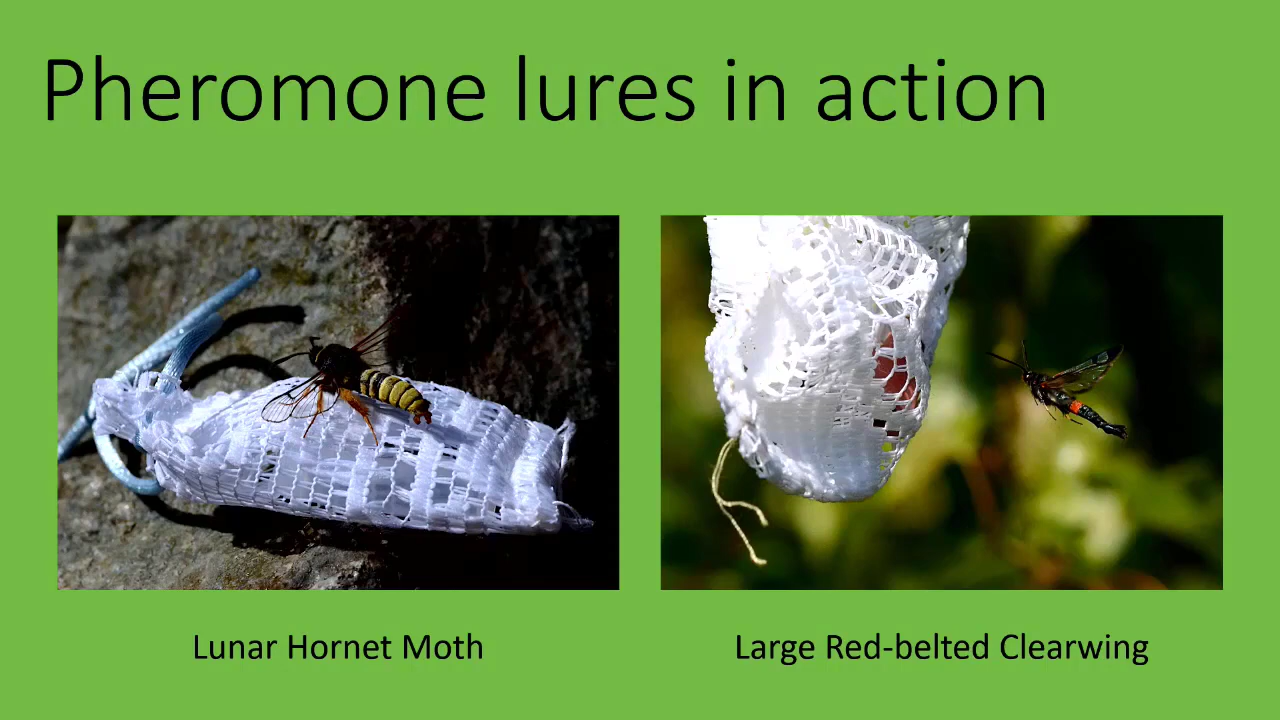 Pheromone lures in action
Lunar Hornet Moth
Large Red-belted Clearwing